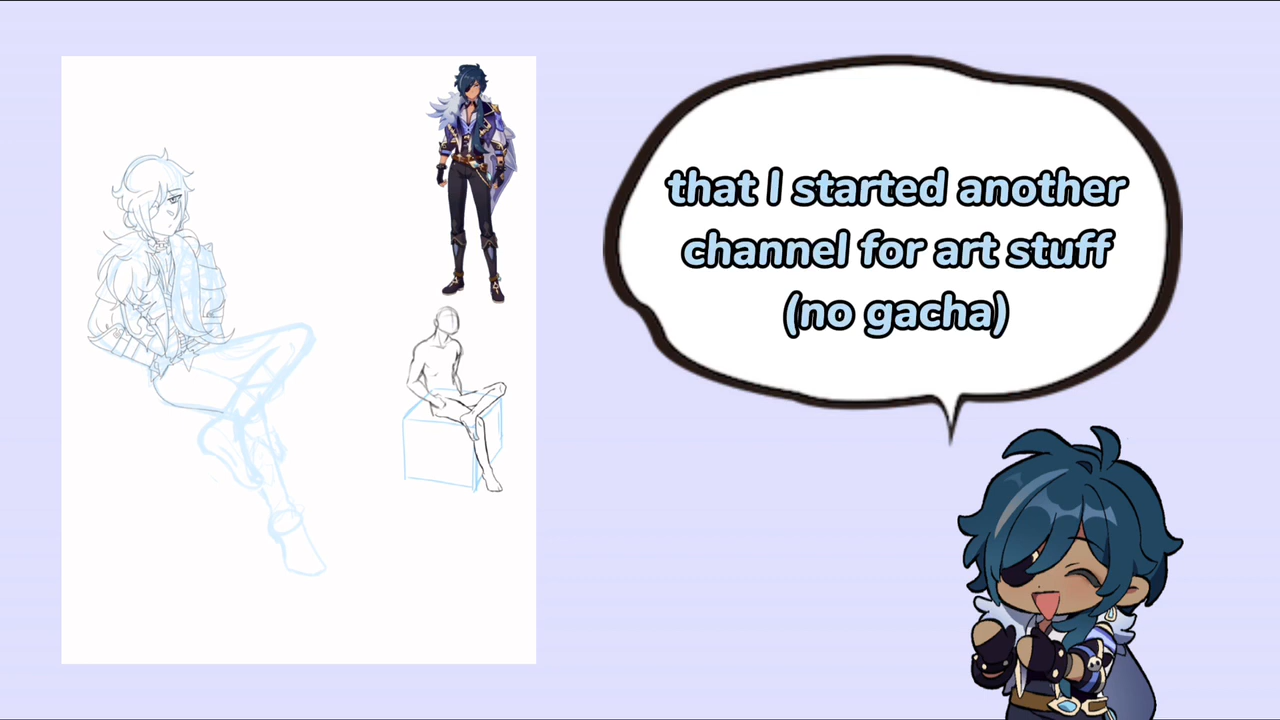 that I started another
channel for art stuff
(no gacha)